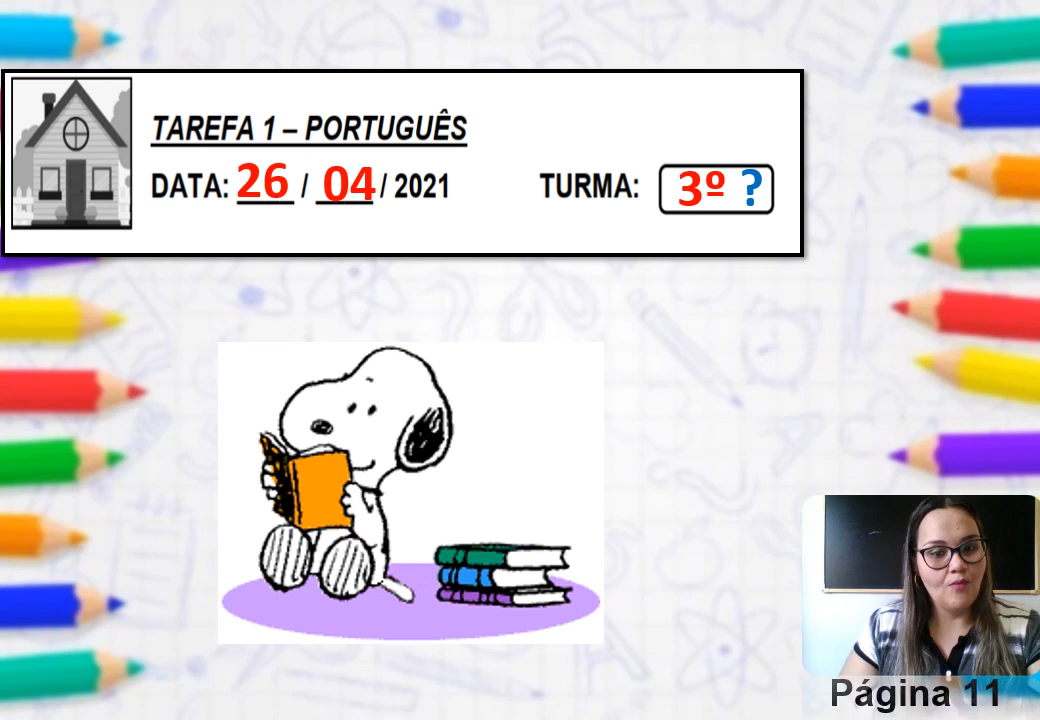 TAREFA 1 – PORTUGUÊS
DATA: 26 / 04 / 2021 TURMA: 3º ?
Página 11